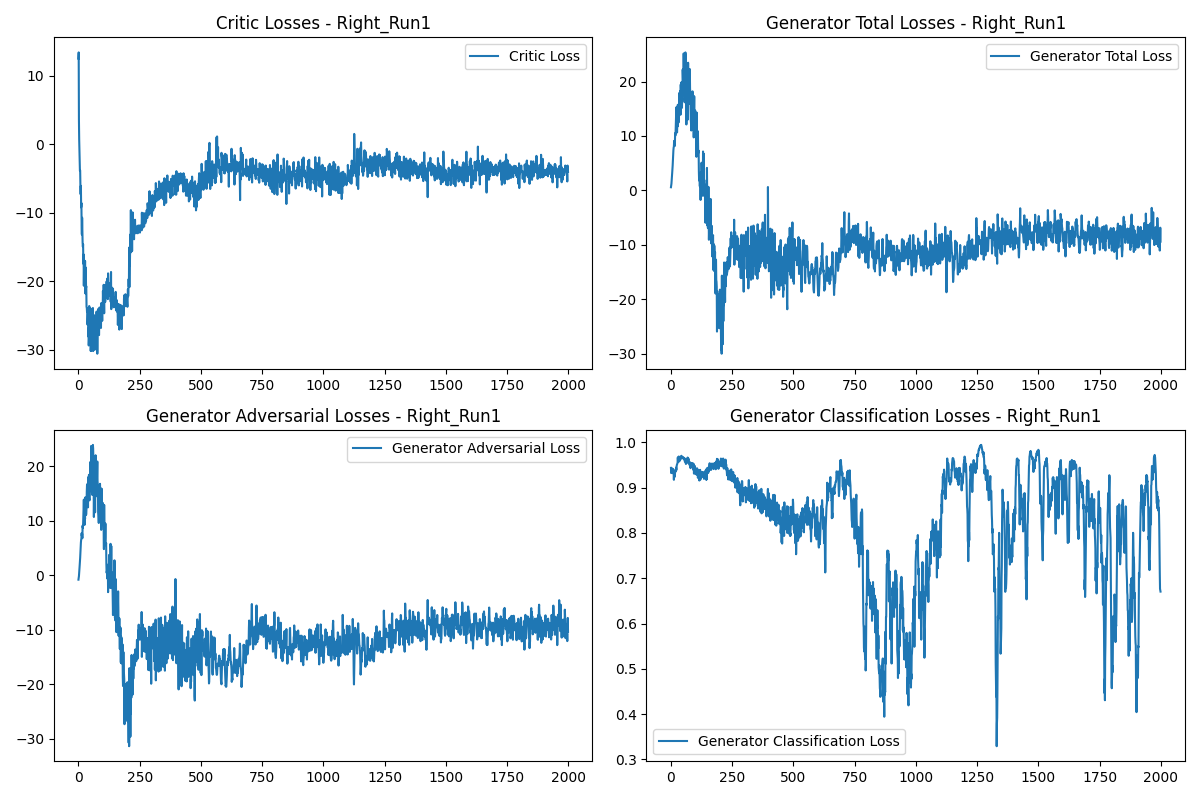 Critic Losses - Right_Run1
Critic Loss
10
0
−10
−20
−30
0 250 500 750 1000 1250 1500 1750 2000
Generator Total Losses - Right_Run1
Generator Total Loss
20
10
0
−10
−20
−30
0 250 500 750 1000 1250 1500 1750 2000
Generator Adversarial Losses - Right_Run1
Generator Adversarial Loss
20
10
0
−10
−20
−30
0 250 500 750 1000 1250 1500 1750 2000
Generator Classification Losses - Right_Run1
1.0
0.9
0.8
0.7
0.6
0.5
0.4
0.3
Generator Classification Loss
0 250 500 750 1000 1250 1500 1750 2000